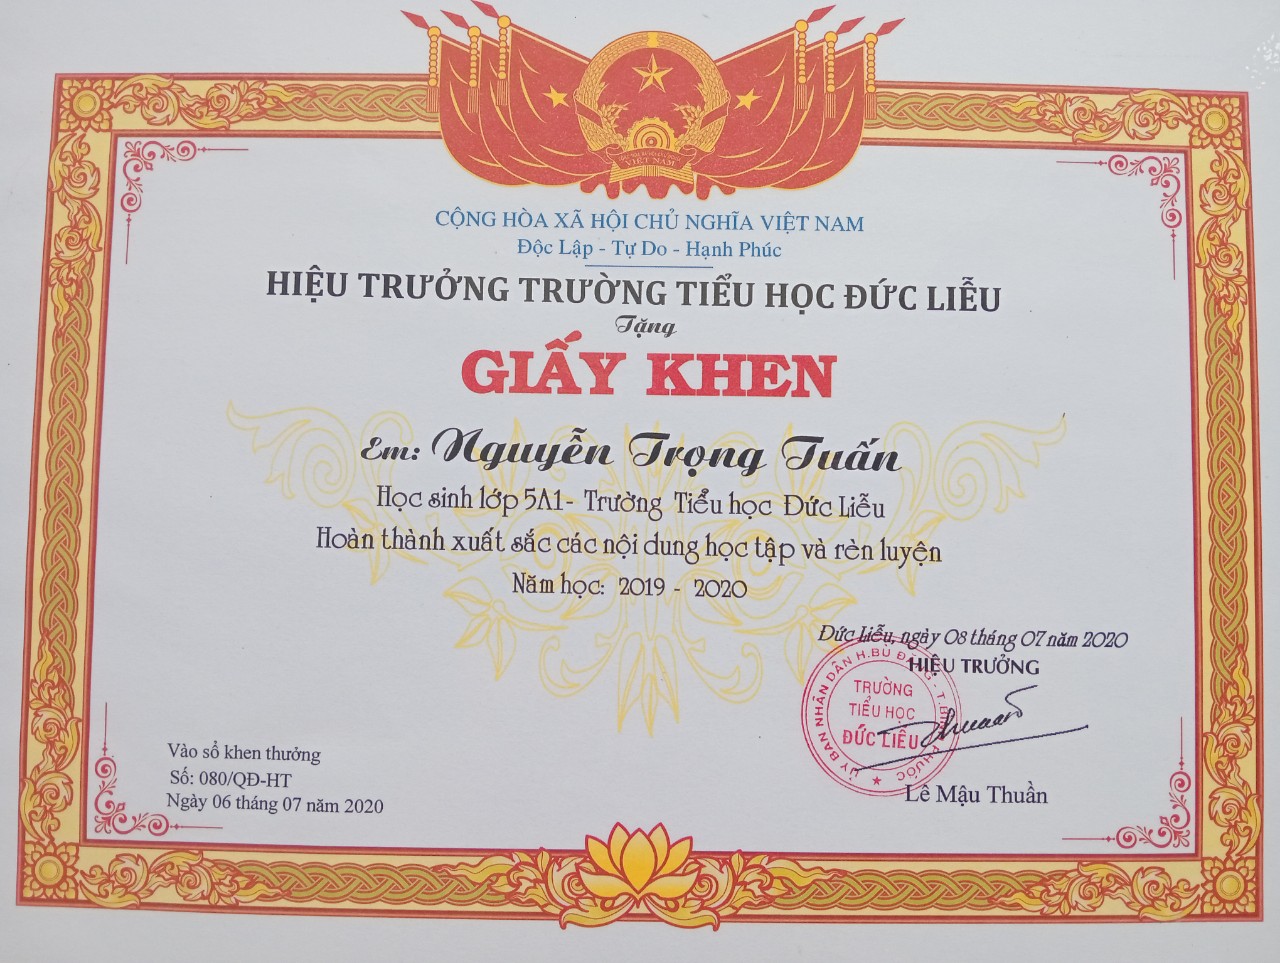 VIỆT NAM
CỘNG HÒA XÃ HỘI CHỦ NGHĨA VIỆT NAM
Độc Lập - Tự Do - Hạnh Phúc
HIỆU TRƯỞNG TRƯỜNG TIỂU HỌC ĐỨC LIỄU
Tặng
GIẤY KHEN
Em: Nguyễn Trọng Tuấn
Học sinh lớp 5A1- Trường Tiểu học Đức Liễu
Hoàn thành xuất sắc các nội dung học tập và rèn luyện
Năm học: 2019 - 2020
Đức Liễu, ngày 08 tháng 07 năm 2020
HIỆU TRƯỞNG
ỦY BAN NHÂN DÂN H.BÙ ĐĂNG - T.BÌNH PHƯỚC
TRƯỜNG
TIỂU HỌC
ĐỨC LIỄU
Lê Mậu Thuần
Vào sổ khen thưởng
Số: 080/QĐ-HT
Ngày 06 tháng 07 năm 2020